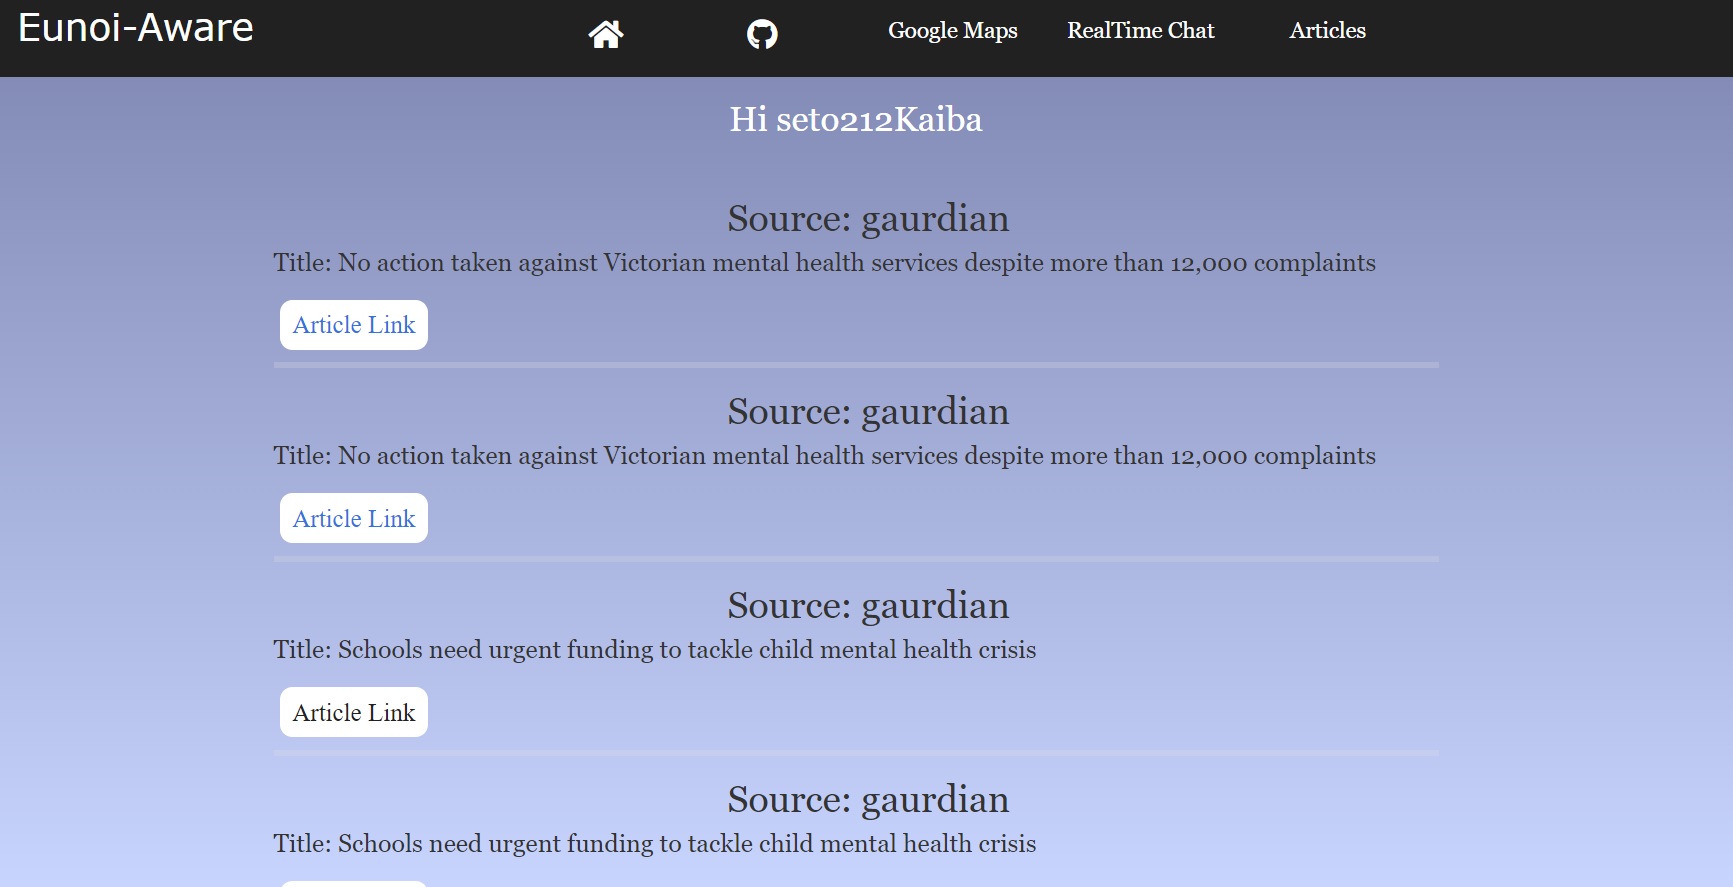 Eunoi-Aware
Google Maps RealTime Chat Articles
Hi seto212Kaiba
Source: gaurdian
Title: No action taken against Victorian mental health services despite more than 12,000 complaints
Article Link
Source: gaurdian
Title: No action taken against Victorian mental health services despite more than 12,000 complaints
Article Link
Source: gaurdian
Title: Schools need urgent funding to tackle child mental health crisis
Article Link
Source: gaurdian
Title: Schools need urgent funding to tackle child mental health crisis